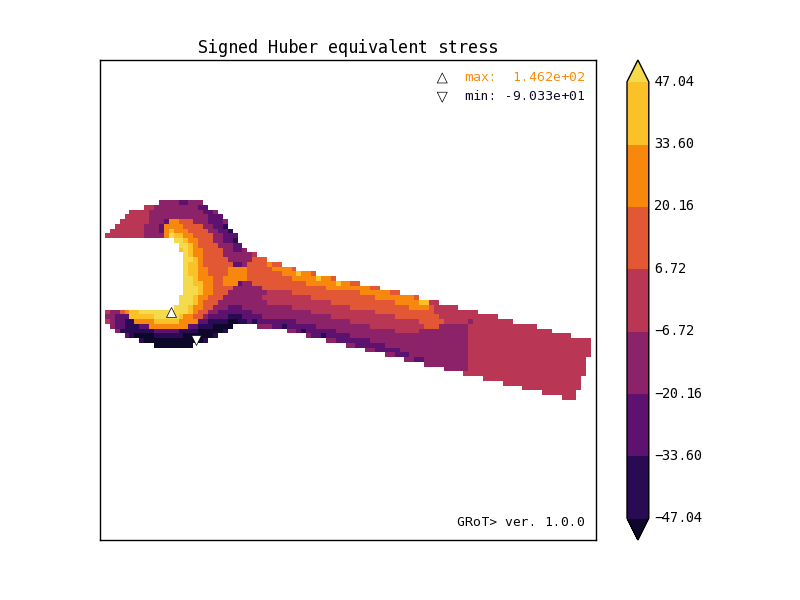 Signed Huber equivalent stress
△ max: 1.462e+02
▽ min: -9.033e+01
47.04
33.60
20.16
6.72
−6.72
−20.16
−33.60
−47.04
GRoT> ver. 1.0.0